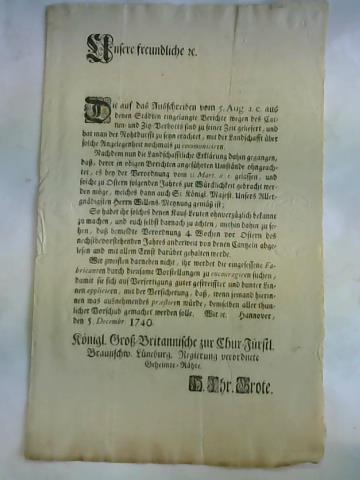 Unsere freundliche ꝛc.
Die auf das Ausschreiben vom 5. Aug. a. c. aus
denen Städten eingelangte Berichte wegen des Cat-
tun- und Ziz-Verbotts sind zu seiner Zeit geliefert, und
hat man der Nohtdurfft zu seyn erachtet, mit der Landschafft über
solche Angelegenheit nochmals zu communiciren.
Nachdem nun die Landschafftliche Erklärung dahin gegangen,
daß, derer in obigen Berichten angeführten Umstände ohngeach-
tet, es bey der Verordnung vom Mart. a. c. gelassen, und
solche zu Ostern folgenden Jahres zur Würcklichkeit gebracht wer-
den möge, welches dann auch Sr. Königl. Majest. Unsers Aller-
gnädigsten Herrn Willens-Meynung gemäß ist;
So habet ihr solches denen Kauf-Leuten ohnverzüglich bekannt
zu machen, und euch selbst darnach zu achten, mithin dahin zu se-
hen, daß bemeldte Verordnung 4. Wochen vor Ostern des
nechstbevorstehenden Jahres anderweit von denen Cantzeln abge-
lesen und mit allem Ernst darüber gehalten werde.
Wir zweiflen darneben nicht, ihr werdet die eingesessene Fa-
bricanten durch diensame Vorstellungen zu encouragiren suchen,
damit sie sich auf Verfertigung guter gestreiffter und bunter Lin-
nen appliciren, mit der Versicherung, daß, wenn jemand hierin-
nen was ausnehmendes præstiren würde, demselben aller thun-
licher Vorschub gemachet werden solle. Wir ꝛc. Hannover,
den 5. Decembr 1740.
Königl. Groß-Britannische zur Chur-Fürstl.
Braunschw. Lüneburg. Regierung verordnete
Geheimte-Räthe.
Chr. Grote.